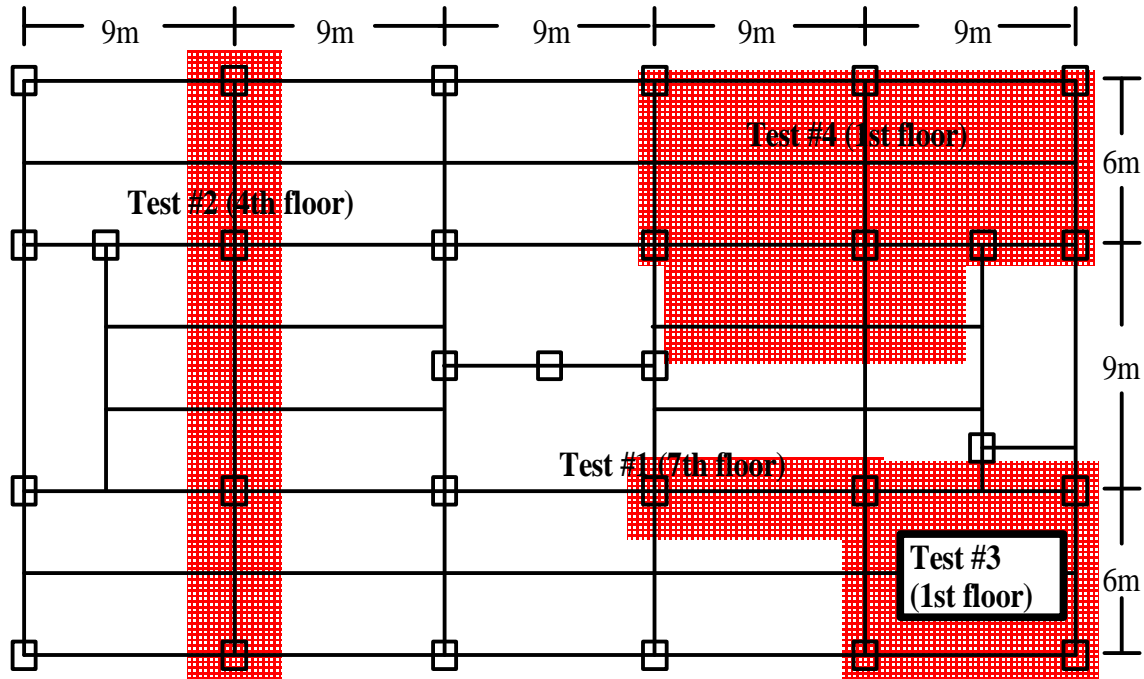 9m 9m 9m 9m 9m
Test #4 (1st floor)
6m
Test #2 (4th floor)
9m
Test #1 (7th floor)
Test #3
(1st floor)
6m